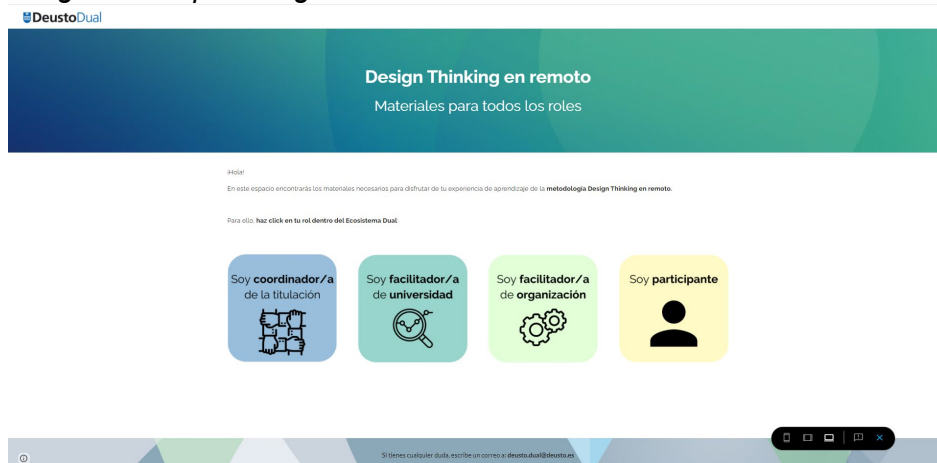 DeustoDual
Design Thinking en remoto
Materiales para todos los roles
¡Hola!
En este espacio encontrarás los materiales necesarios para disfrutar de tu experiencia de aprendizaje de la metodología Design Thinking en remoto.
Para ello, haz click en tu rol dentro del Ecosistema Dual
Soy coordinador/a
de la titulación
Soy facilitador/a
de universidad
Soy facilitador/a
de organización
Soy participante
Si tienes cualquier duda, escribe un correo a: deusto.dual@deusto.es